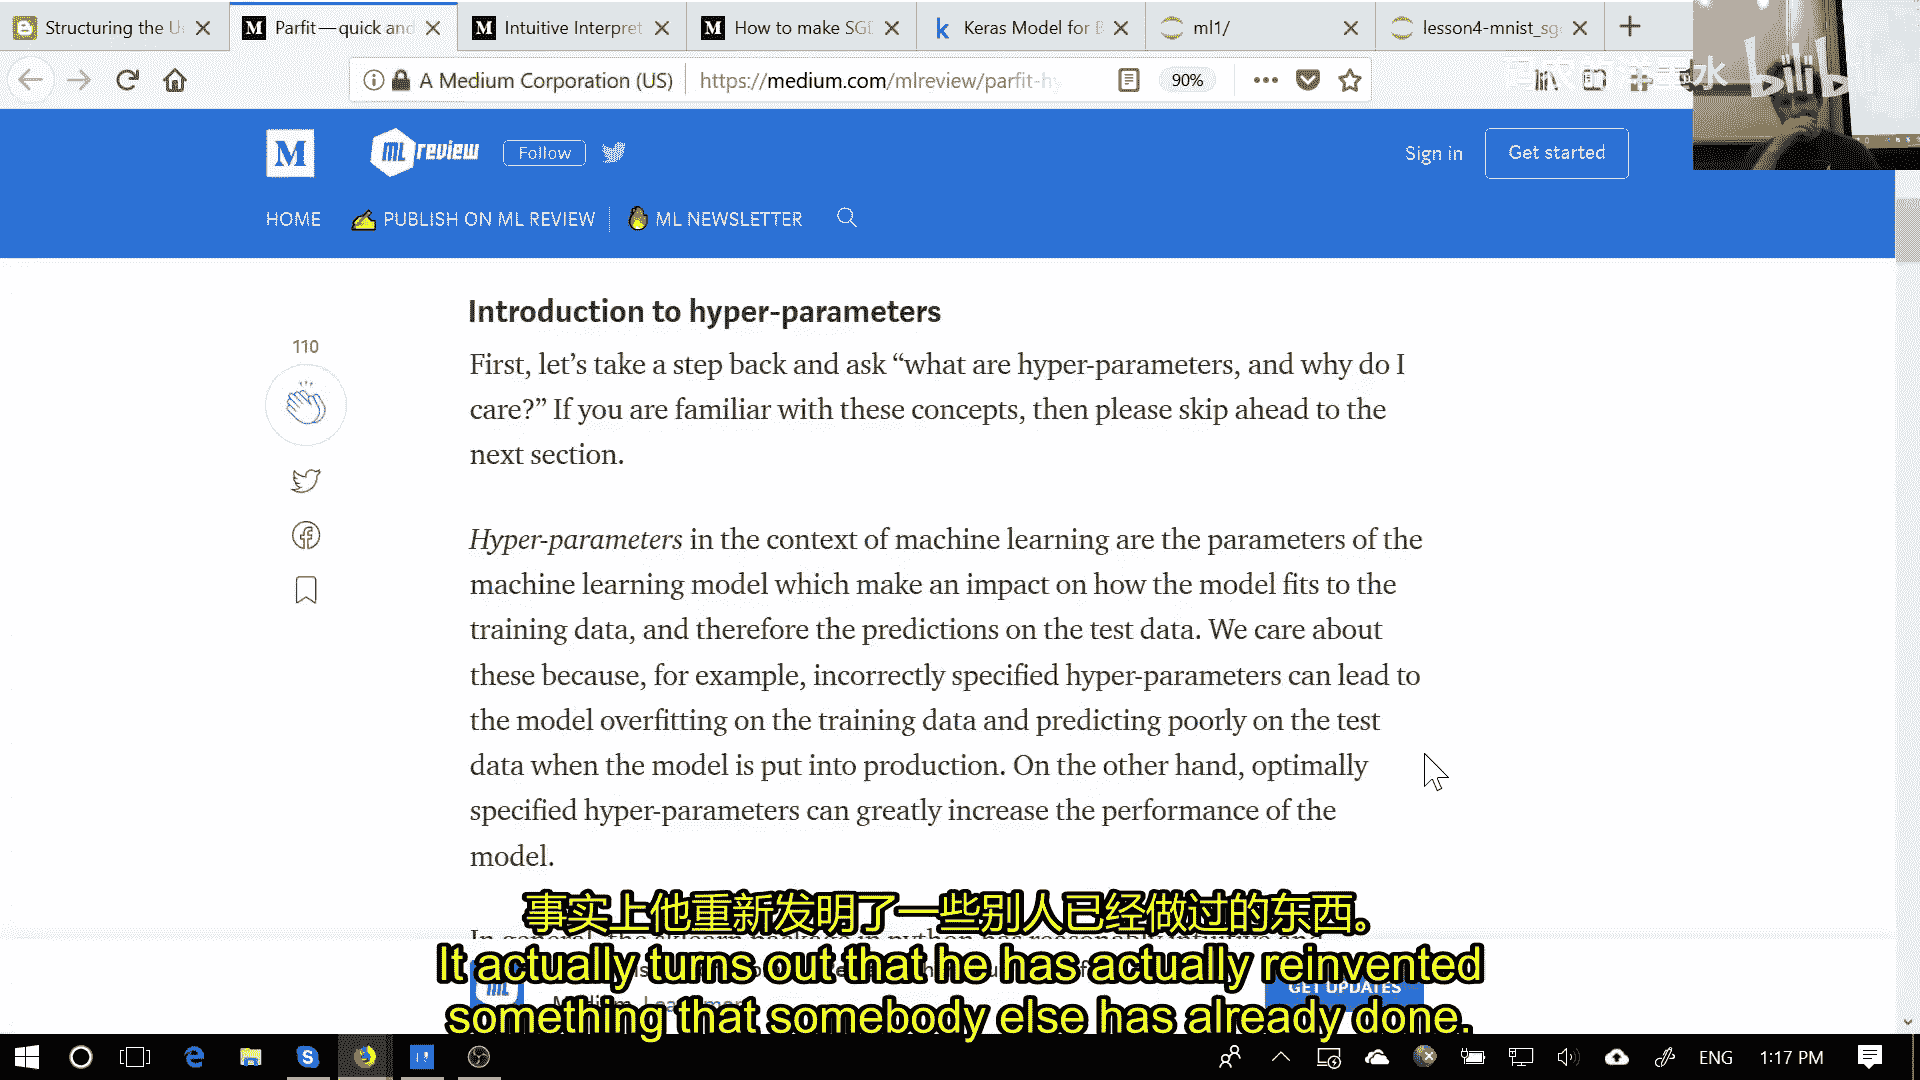 Structuring the U
Parfit — quick and
Intuitive Interpret
How to make SG
Keras Model for
ml1/
lesson4-mnist_sg
A Medium Corporation (US)
https://medium.com/mlreview/parfit-hy
90%
bilib
M
ML review
Follow
Sign in
Get started
HOME
PUBLISH ON ML REVIEW
ML NEWSLETTER
Introduction to hyper-parameters
110
First, let's take a step back and ask “what are hyper-parameters, and why do I
care?” If you are familiar with these concepts, then please skip ahead to the
next section.
Hyper-parameters in the context of machine learning are the parameters of the
machine learning model which make an impact on how the model fits to the
training data, and therefore the predictions on the test data. We care about
these because, for example, incorrectly specified hyper-parameters can lead to
the model overfitting on the training data and predicting poorly on the test
data when the model is put into production. On the other hand, optimally
specified hyper-parameters can greatly increase the performance of the
model.
事实上他重新发明了一些别人已经做过的东西。
It actually turns out that he has actually reinvented
GET UPDATES
something that somebody else has already done.
ENG
1:17 PM